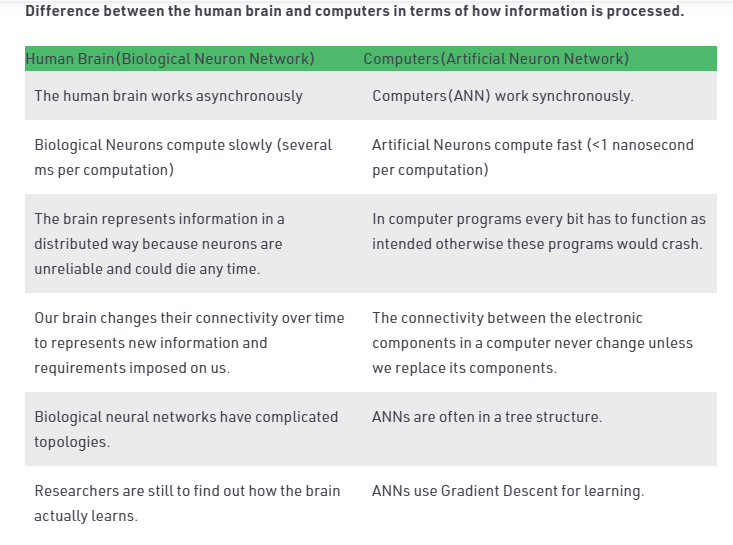 Difference between the human brain and computers in terms of how information is processed.
Human Brain(Biological Neuron Network) Computers(Artificial Neuron Network)
The human brain works asynchronously Computers(ANN) work synchronously.
Biological Neurons compute slowly (several
ms per computation)
Artificial Neurons compute fast (<1 nanosecond
per computation)
The brain represents information in a
distributed way because neurons are
unreliable and could die any time.
In computer programs every bit has to function as
intended otherwise these programs would crash.
Our brain changes their connectivity over time
to represents new information and
requirements imposed on us.
The connectivity between the electronic
components in a computer never change unless
we replace its components.
Biological neural networks have complicated
topologies.
ANNs are often in a tree structure.
Researchers are still to find out how the brain
actually learns.
ANNs use Gradient Descent for learning.